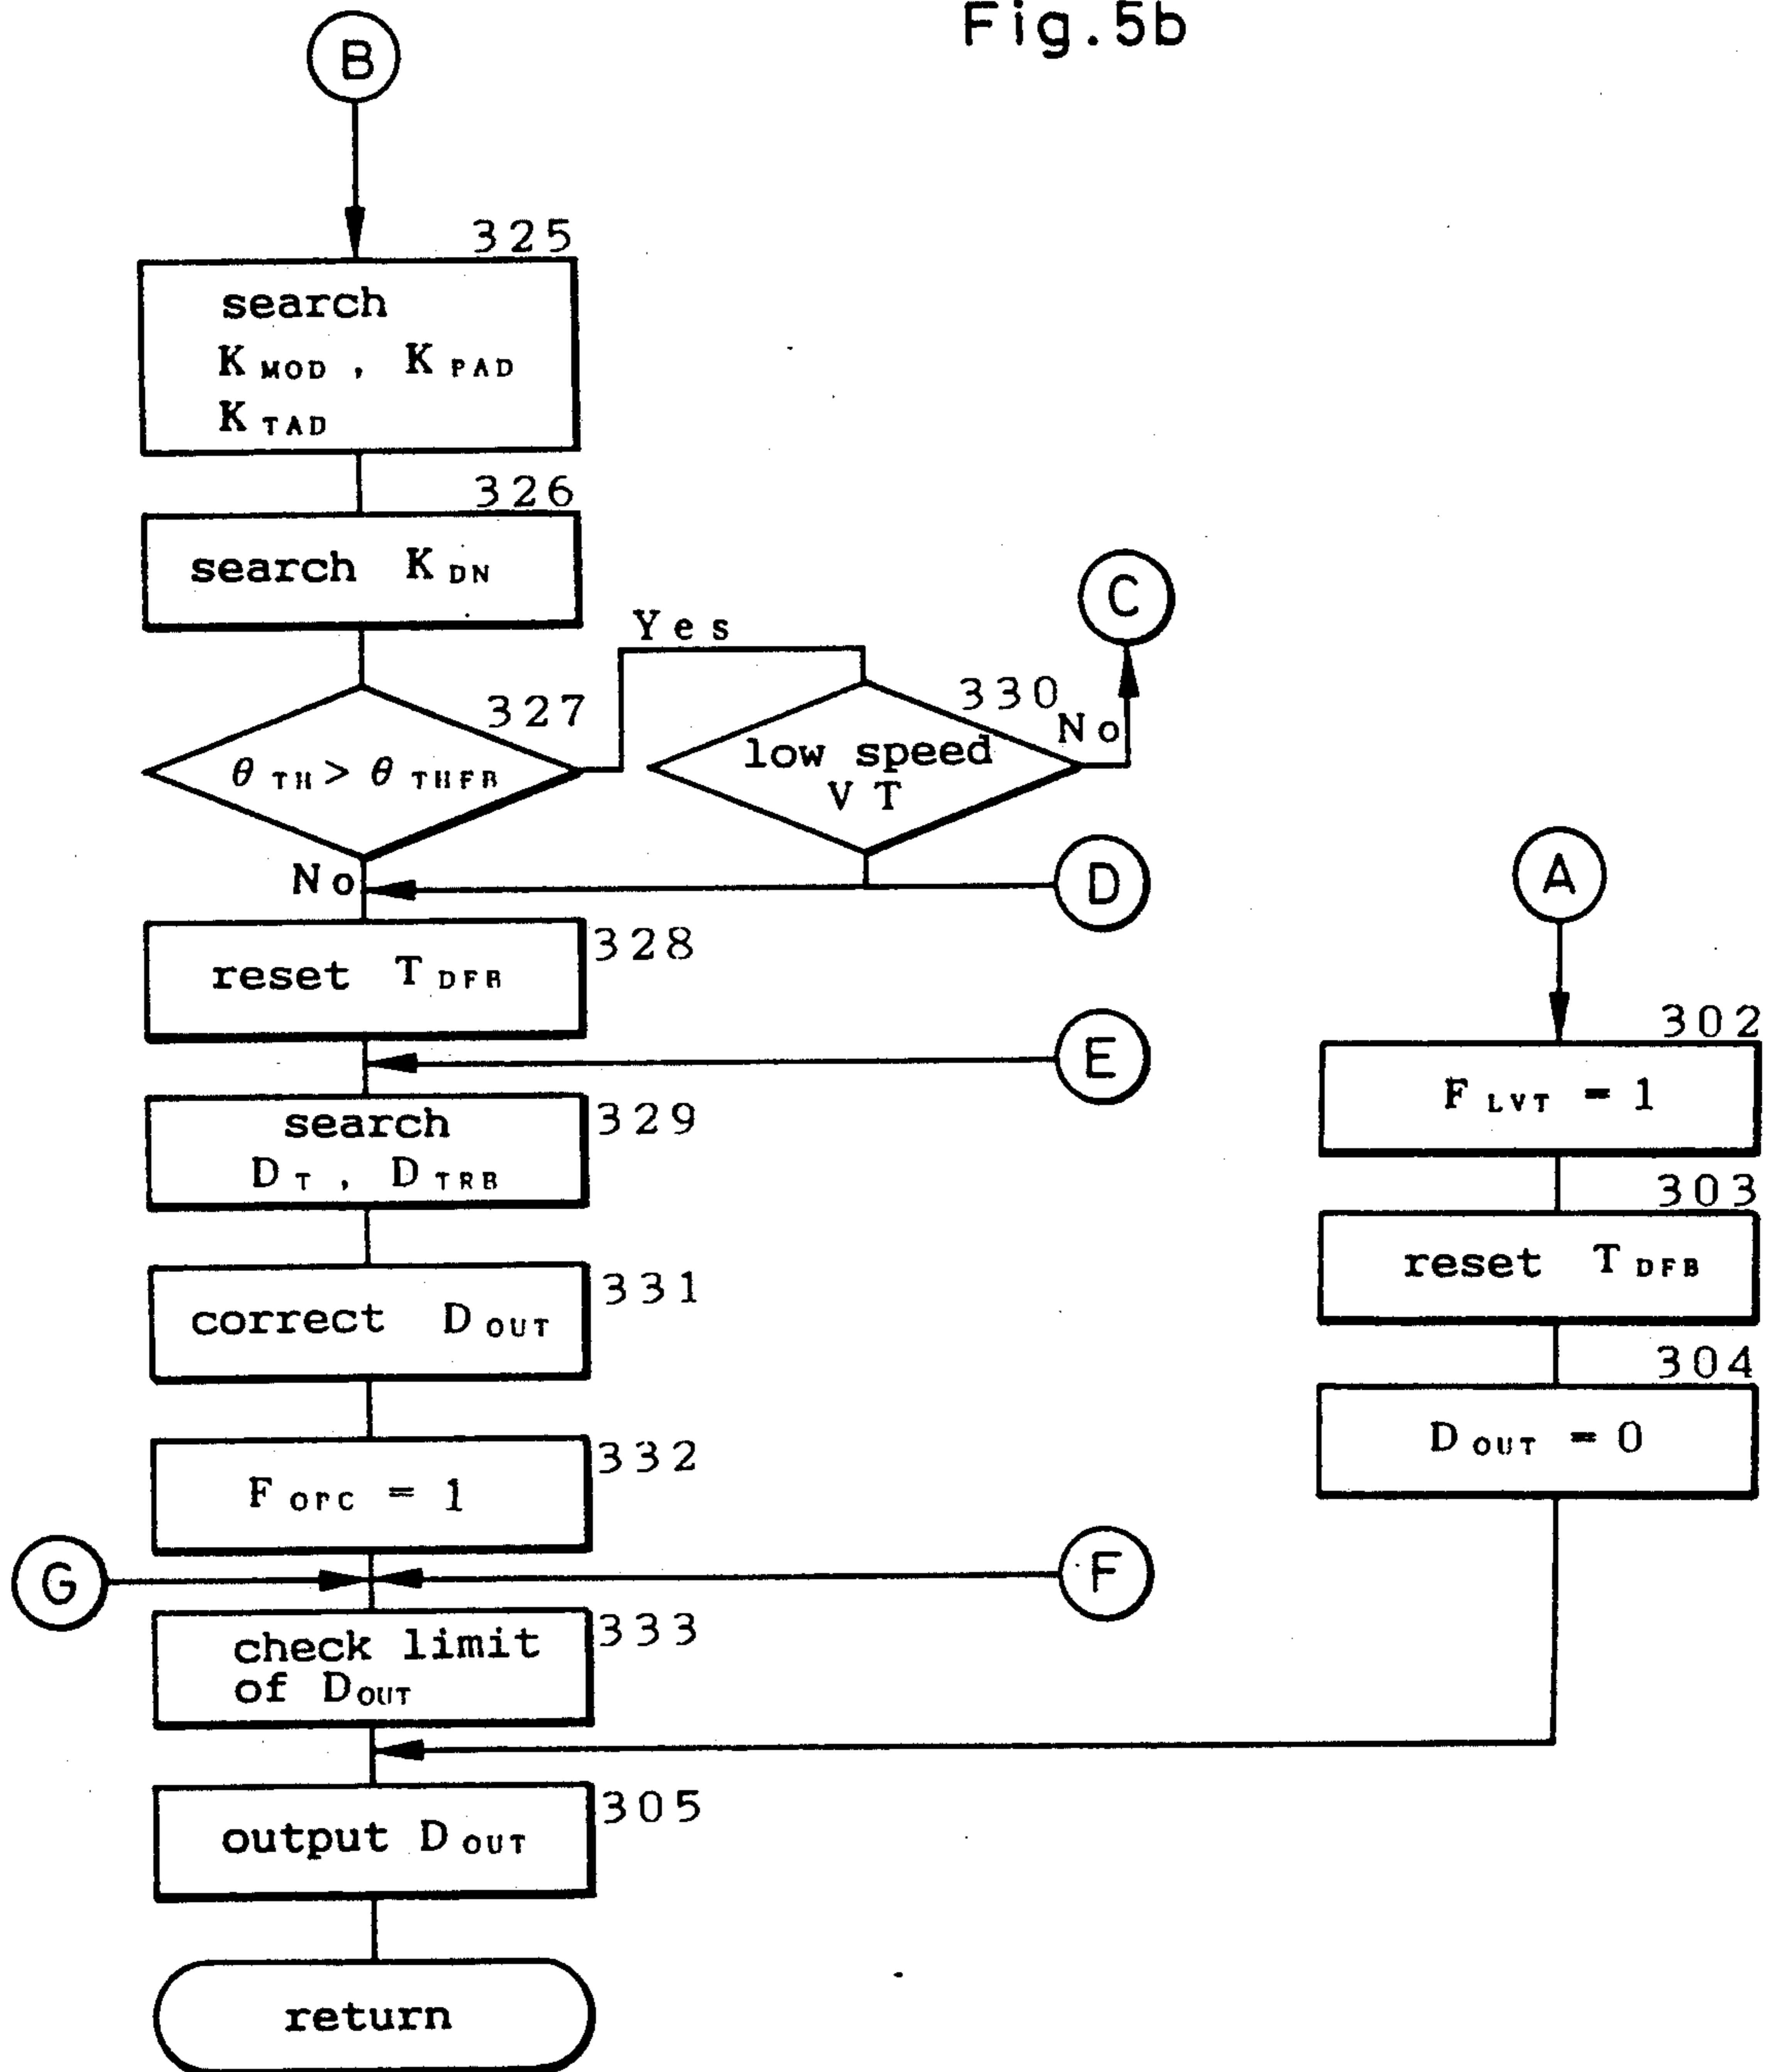 Fig.5b
B
325
search
K MOD , K PAD
K TAD
326
search K DN
Yes
C
327
θ TH > θ THFB
330
No
low speed
VT
No
D
A
328
reset T DFB
E
302
F LVT = 1
329
search
D T , D TRB
303
reset T DFB
331
correct D OUT
304
D OUT = 0
332
F OPC = 1
G
F
333
check limit
of D OUT
305
output D OUT
return